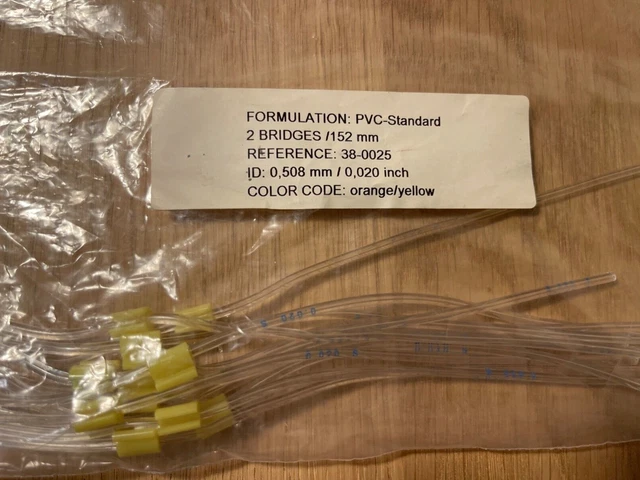 FORMULATION: PVC-Standard
2 BRIDGES /152 mm
REFERENCE: 38-0025
ID: 0,508 mm / 0,020 inch
COLOR CODE: orange/yellow